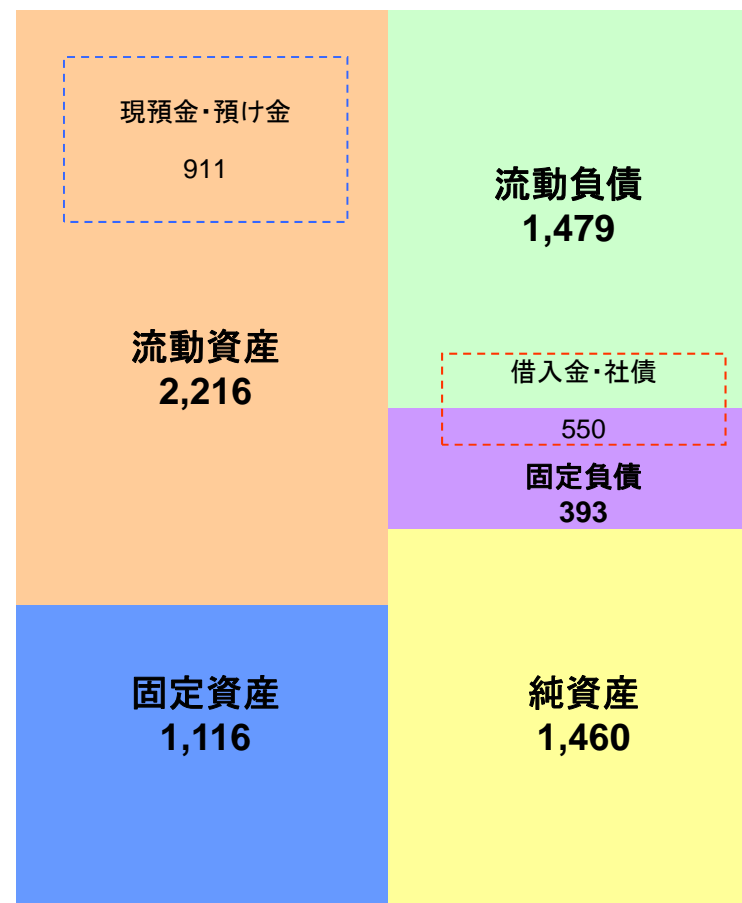 現預金・預け金
911
流動資産
2,216
固定資産
1,116
流動負債
1,479
借入金・社債
550
固定負債
393
純資産
1,460